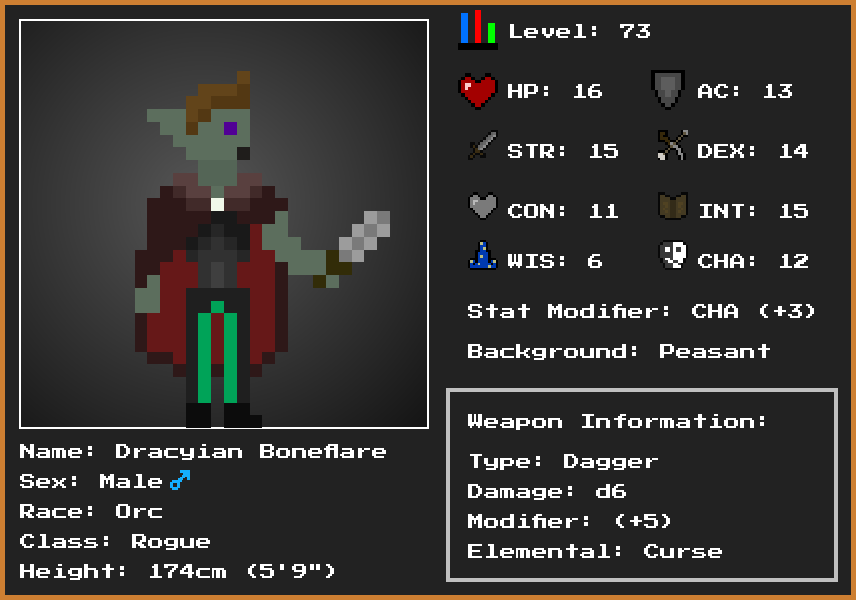 Level: 73
HP: 16
AC: 13
STR: 15
DEX: 14
CON: 11
INT: 15
WIS: 6
CHA: 12
Stat Modifier: CHA (+3)
Background: Peasant
Weapon Information:
Type: Dagger
Damage: d6
Modifier: (+5)
Elemental: Curse
Name: Dracyian Boneflare
Sex: Male♂
Race: Orc
Class: Rogue
Height: 174cm (5'9")